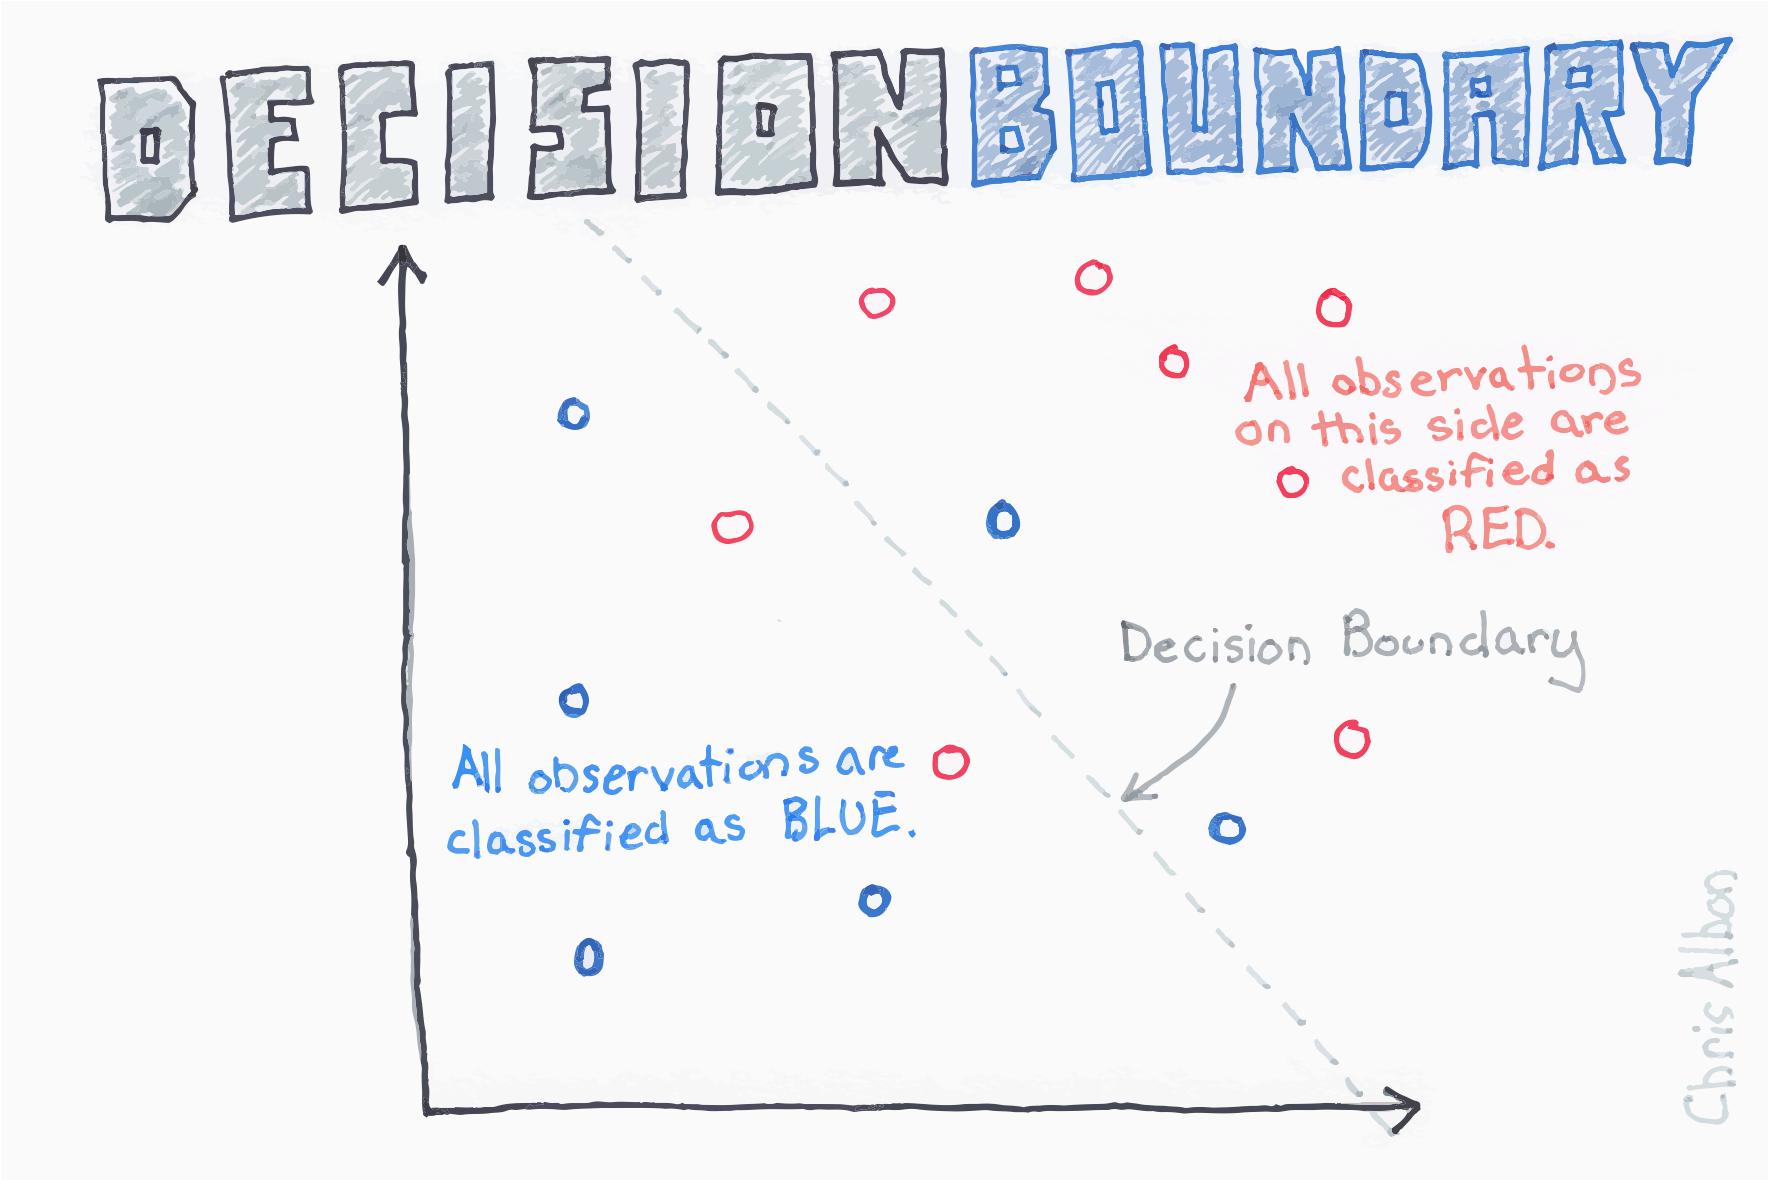 DECISION BOUNDARY
All observations
on this side are
classified as
RED.
Decision Boundary
All observations are
classified as BLUE.
Chris Albon